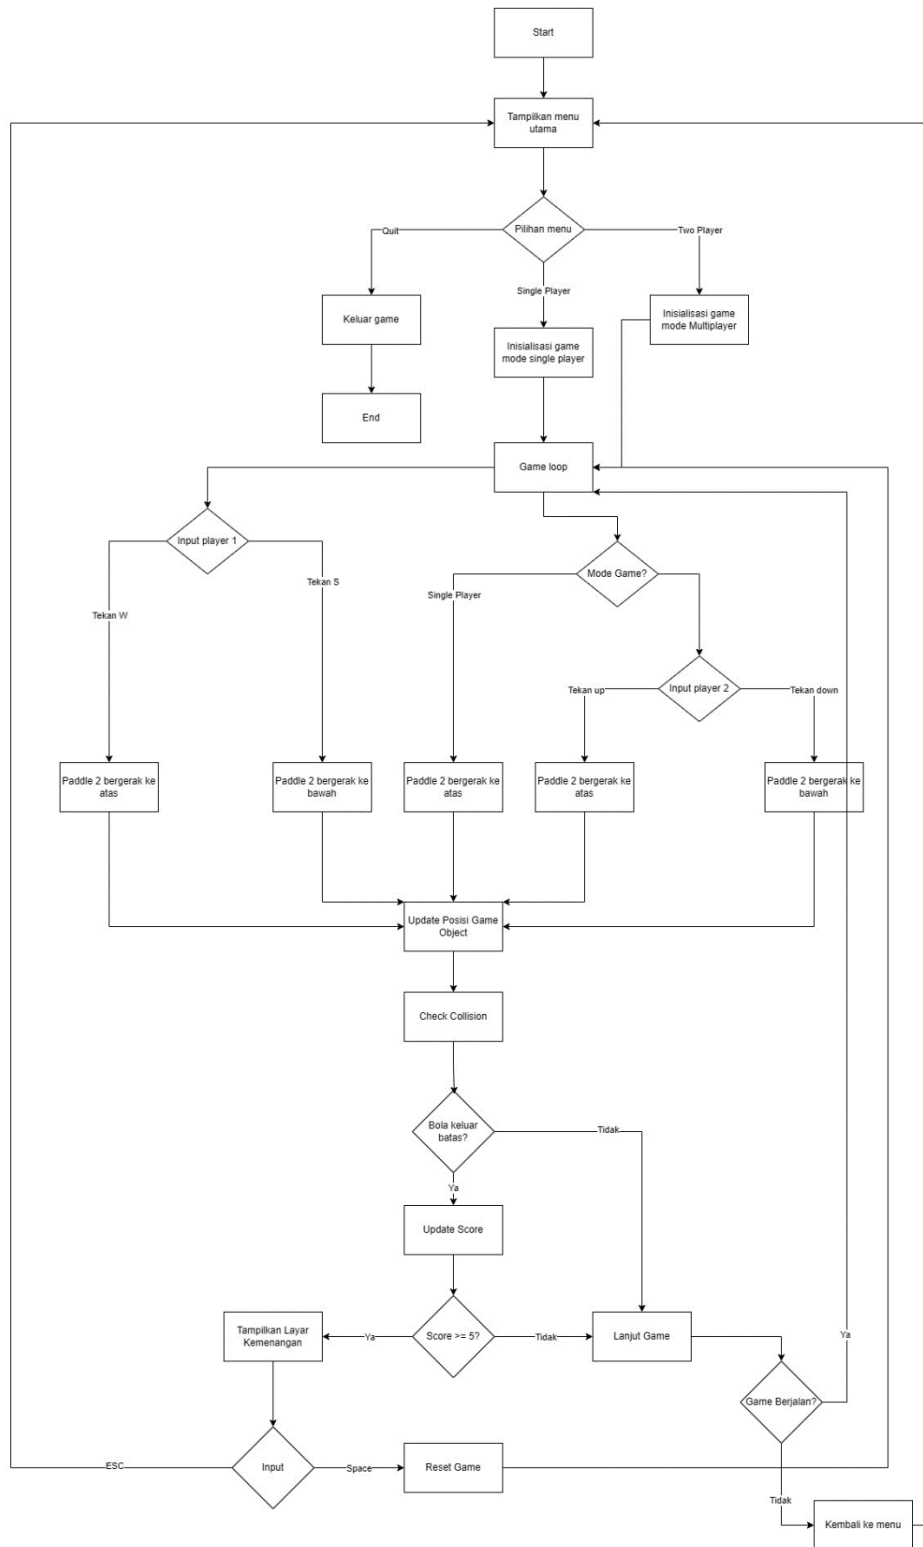 Start
Tampilkan menu
utama
Pilihan menu
Quit
Two Player
Single Player
Keluar game
Inisialisasi game
mode Multiplayer
Inisialisasi game
mode single player
End
Game loop
Input player 1
Mode Game?
Tekan S
Single Player
Tekan W
Input player 2
Tekan up
Tekan down
Paddle 2 bergerak ke
atas
Paddle 2 bergerak ke
bawah
Paddle 2 bergerak ke
atas
Paddle 2 bergerak ke
atas
Paddle 2 bergerak ke
bawah
Update Posisi Game
Object
Check Collision
Bola keluar
batas?
Tidak
Ya
Update Score
Tampilkan Layar
Kemenangan
Ya
Score >= 5?
Tidak
Lanjut Game
Ya
Game Berjalan?
ESC
Input
Space
Reset Game
Tidak
Kembali ke menu